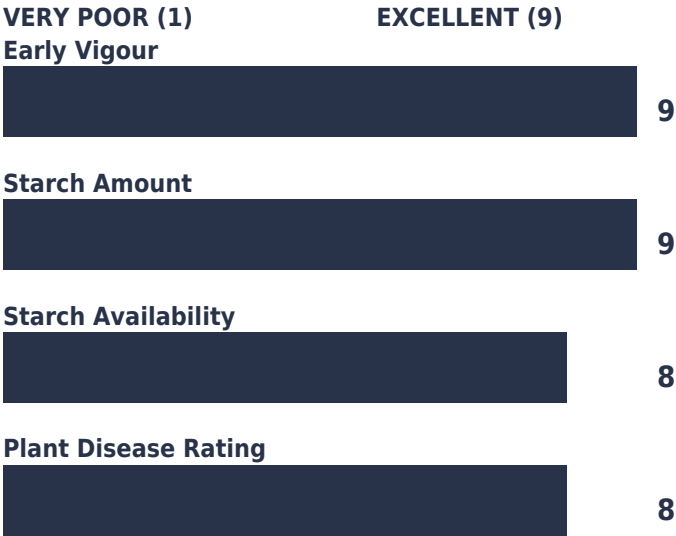 VERY POOR (1) EXCELLENT (9)
Early Vigour
9
Starch Amount
9
Starch Availability
8
Plant Disease Rating
8